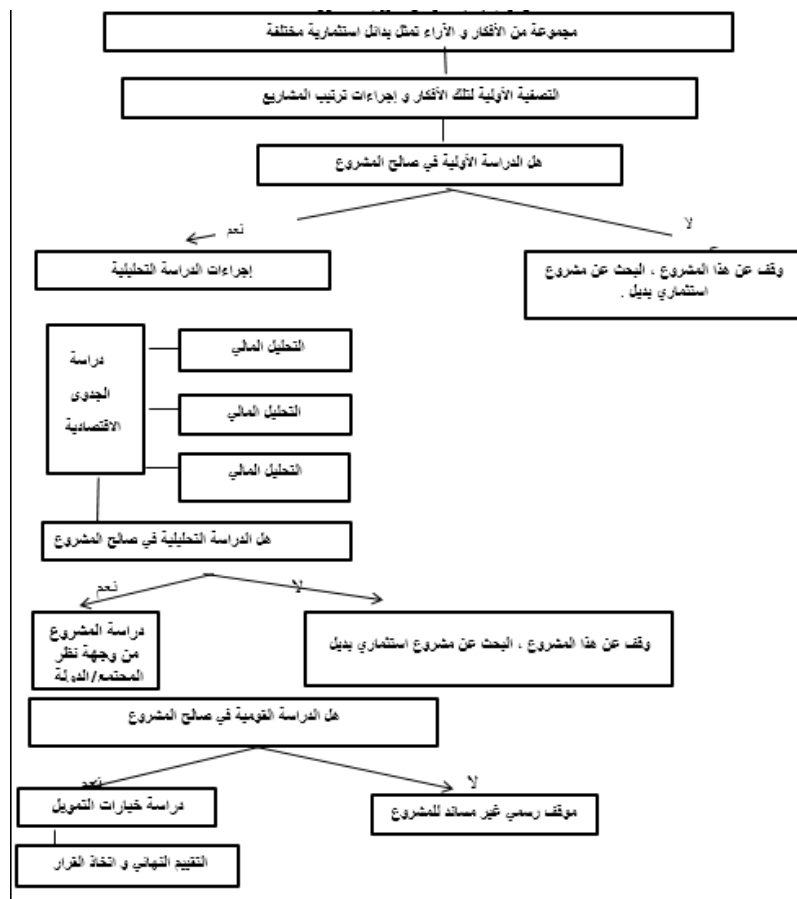 مجموعة من الأفكار و الآراء تمثل بدائل استثمارية مختلفة
التصفية الأولية لتلك الأفكار و إجراءات ترتيب المشاريع
هل الدراسة الأولية في صالح المشروع
نعم
لا
إجراءات الدراسة التحليلية
وقف عن هذا المشروع ، البحث عن مشروع
استثماري بديل .
دراسة
الجدوى
الاقتصادية
التحليل المالي
التحليل المالي
التحليل المالي
هل الدراسة التحليلية في صالح المشروع
نعم
لا
دراسة المشروع
من وجهة نظر
المجتمع/الدولة
وقف عن هذا المشروع ، البحث عن مشروع استثماري بديل
هل الدراسة القومية في صالح المشروع
نعم
لا
دراسة خيارات التمويل
موقف رسمي غير مساند للمشروع
التقييم النهائي و اتخاذ القرار